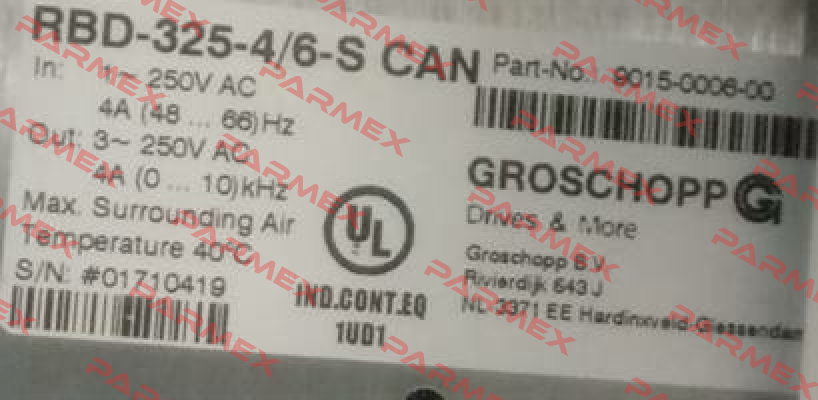 RBD-325-4/6-S CAN
Part-No.: 9015-0006-00
In: 1~ 250V AC
4A (48 ... 66)Hz
Out: 3~ 250V AC
4A (0 ... 10)kHz
Max. Surrounding Air
Temperature 40°C
S/N: #01710419
UL
IND.CONT.EQ
1UD1
GROSCHOPP G
Drives & More
Groschopp B.V.
Rivierdijk 643 J
NL-3371 EE Hardinxveld-Giessendam
PARMEX